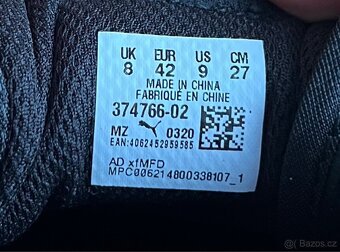 UK EUR US CM
8 42 9 27
MADE IN CHINA
FABRIQUÉ EN CHINE
374766-02
MZ 0320
EAN:4062452959585
AD xfMFD
MPC006214800338107_1
Bazos.cz